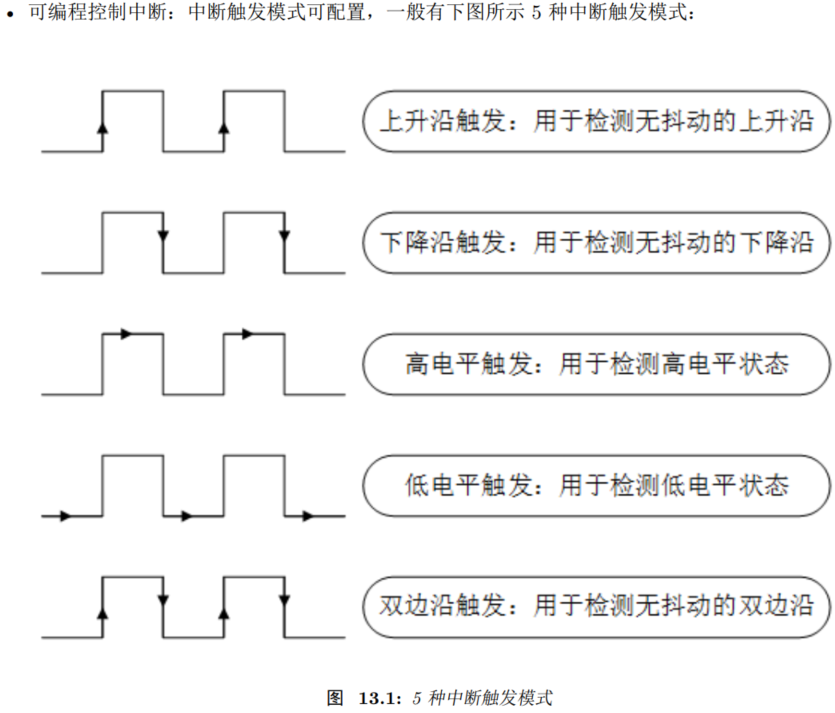 • 可编程控制中断：中断触发模式可配置，一般有下图所示 5 种中断触发模式：
上升沿触发：用于检测无抖动的上升沿
下降沿触发：用于检测无抖动的下降沿
高电平触发：用于检测高电平状态
低电平触发：用于检测低电平状态
双边沿触发：用于检测无抖动的双边沿
图 13.1: 5 种中断触发模式